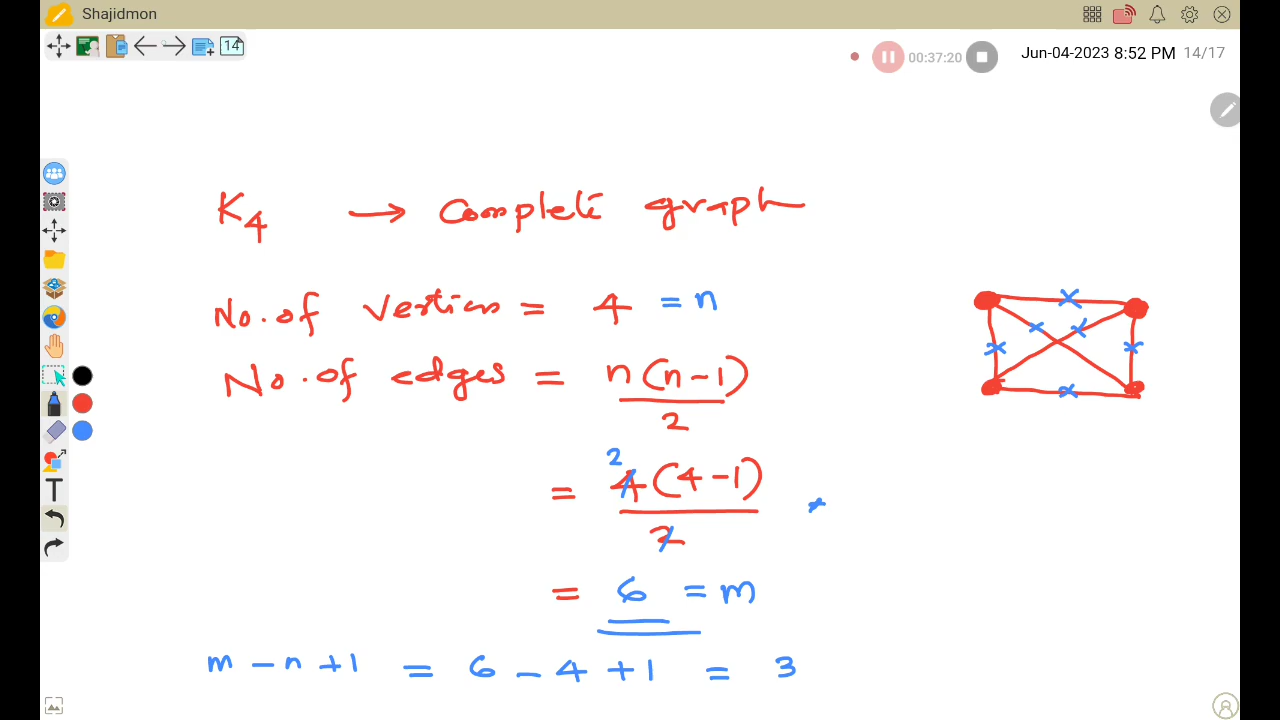 Shajidmon
14
00:37:20
Jun-04-2023 8:52 PM 14/17
K4 → Complete graph
No. of vertices = 4 = n
No. of edges = n(n-1)
2
2
= 4(4-1)
2
= 6 = m
m - n + 1 = 6 - 4 + 1 = 3
T